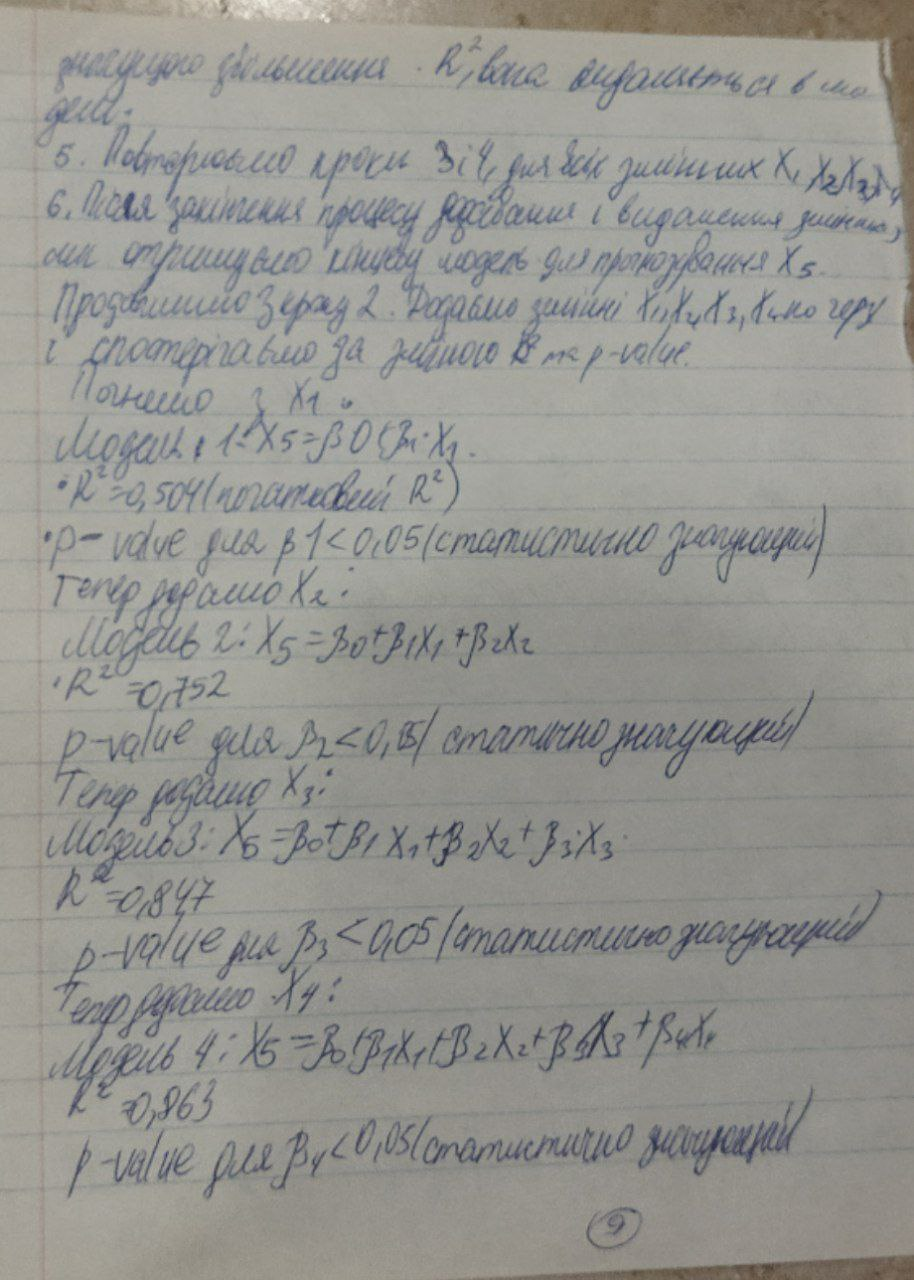 значущого збільшення R², вона видаляється в мо
делі.
5. Повторюємо кроки 3 і 4, для всіх змінних X₁ X₂ X₃, X₄
6. Після закінчення процесу додавання і видалення змінних,
ми отримуємо кінцеву модель для прогнозування X₅.
Продовжимо з кроку 2. Додаємо змінні X₁, X₂, X₃, X₄ по черзі
і спостерігаємо за зміною R² та p-value.
Почнемо з X₁.
Модель 1: X₅ = β0 + β₁·X₁.
• R² = 0,504 (початковий R²)
• p-value для β1 < 0,05 (статистично значущий)
Тепер додамо X₂:
Модель 2: X₅ = β₀ + β₁X₁ + β₂X₂
• R² = 0,752
p-value для β₂ < 0,05 (статично значущий)
Тепер додамо X₃:
Модель 3: X₅ = β₀ + β₁X₁ + β₂X₂ + β₃·X₃.
R² = 0,847
p-value для β₃ < 0,05 (статистично значущий)
Тепер додамо X₄:
Модель 4: X₅ = β₀ + β₁X₁ + β₂X₂ + β₃X₃ + β₄X₄
R² = 0,863
p-value для β₄ < 0,05 (статистично значущий)
9